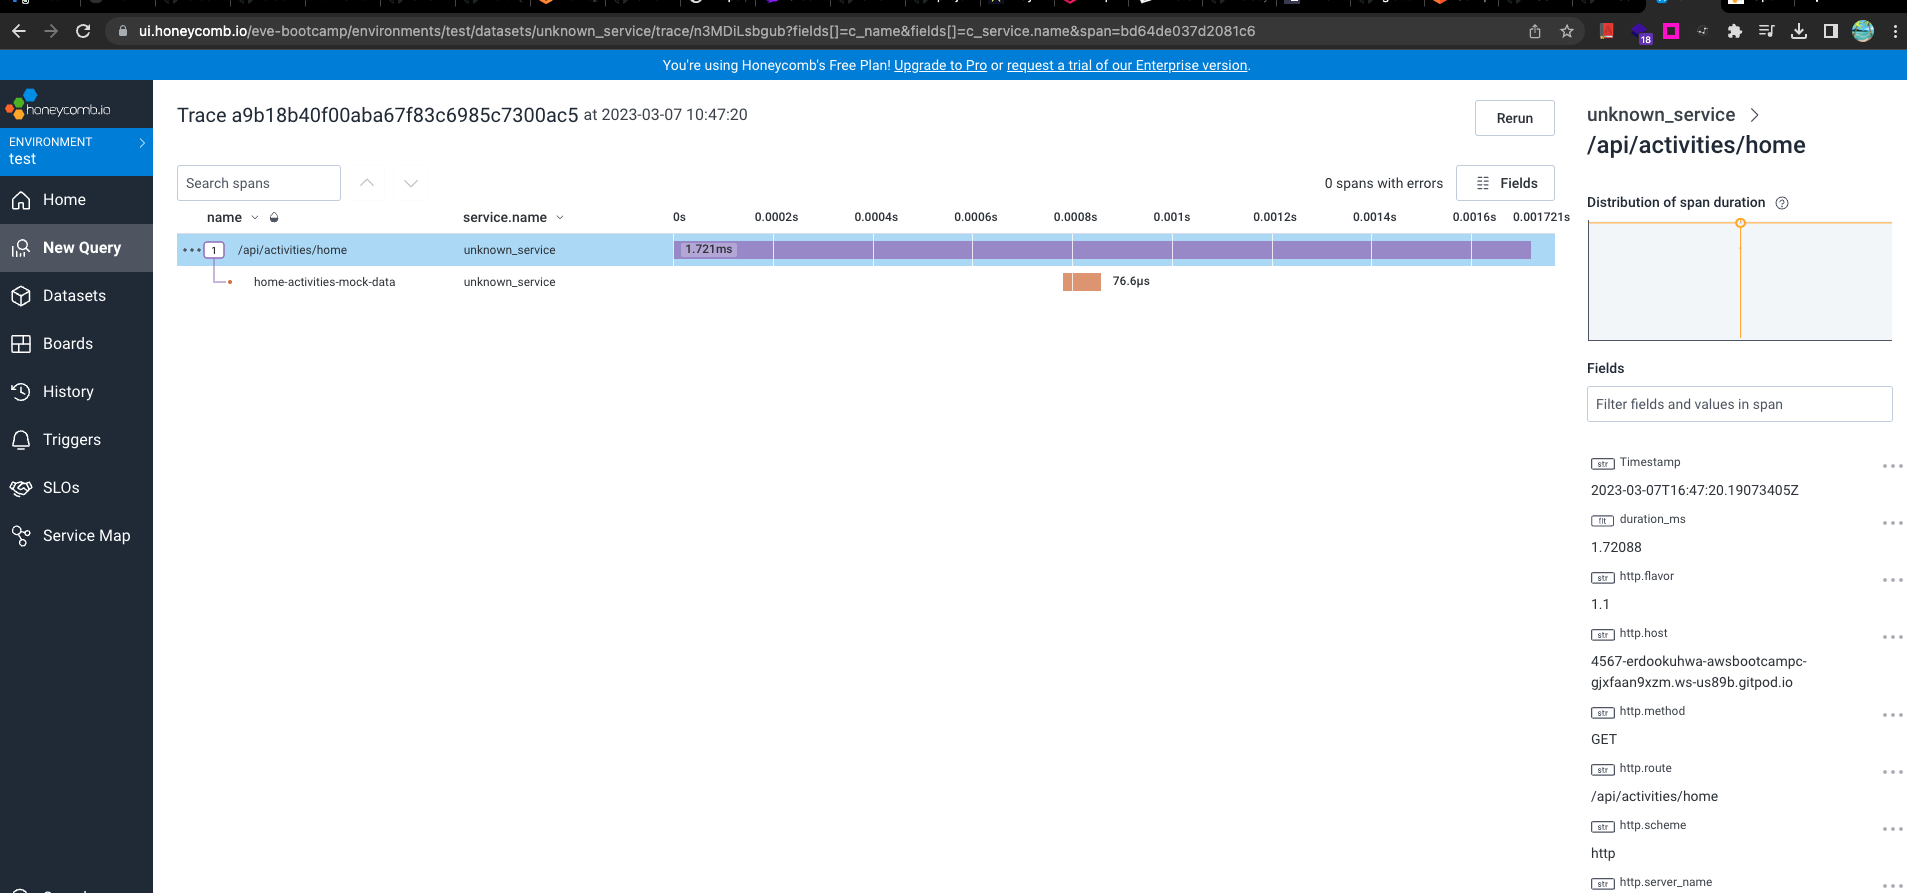 ui.honeycomb.io/eve-bootcamp/environments/test/datasets/unknown_service/trace/n3MDiLsbgub?fields[]=c_name&fields[]=c_service.name&span=bd64de037d2081c6
18
You're using Honeycomb's Free Plan! Upgrade to Pro or request a trial of our Enterprise version.
honeycomb.io
ENVIRONMENT
test
Home
New Query
Datasets
Boards
History
Triggers
SLOs
Service Map
Trace a9b18b40f00aba67f83c6985c7300ac5 at 2023-03-07 10:47:20
Rerun
Search spans
0 spans with errors
Fields
name service.name 0s 0.0002s 0.0004s 0.0006s 0.0008s 0.001s 0.0012s 0.0014s 0.0016s 0.001721s
1 /api/activities/home unknown_service 1.721ms
home-activities-mock-data unknown_service 76.6µs
unknown_service
/api/activities/home
Distribution of span duration
Fields
Filter fields and values in span
str Timestamp
2023-03-07T16:47:20.19073405Z
flt duration_ms
1.72088
str http.flavor
1.1
str http.host
4567-erdookuhwa-awsbootcampc-
gjxfaan9xzm.ws-us89b.gitpod.io
str http.method
GET
str http.route
/api/activities/home
str http.scheme
http
str http.server_name